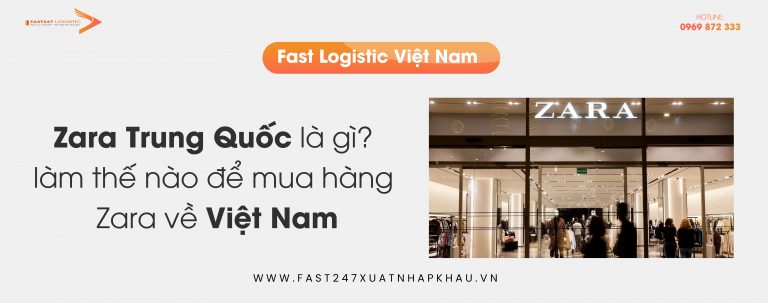 FAST247 LOGISTIC
HOTLINE:
0969 872 333
Fast Logistic Việt Nam
ZARA
Zara Trung Quốc là gì?
làm thế nào để mua hàng
Zara về Việt Nam
WWW.FAST247XUATNHAPKHAU.VN